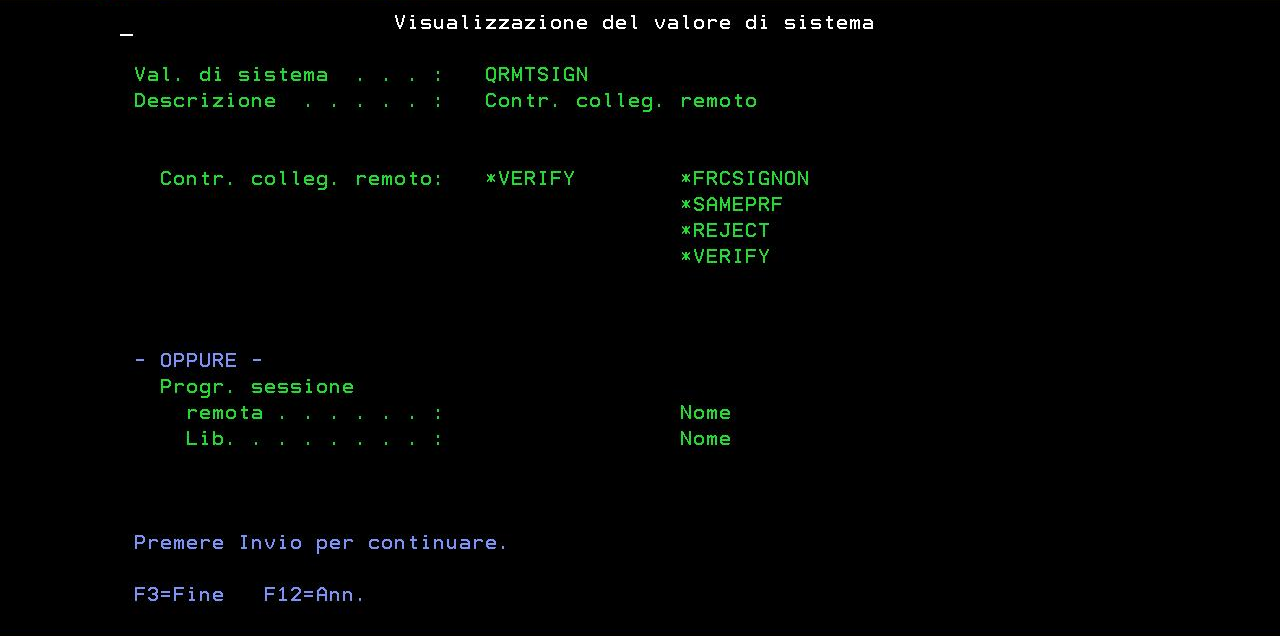 Visualizzazione del valore di sistema
Val. di sistema . . . : QRMTSIGN
Descrizione . . . . . : Contr. colleg. remoto
Contr. colleg. remoto: *VERIFY *FRCSIGNON
*SAMEPRF
*REJECT
*VERIFY
- OPPURE -
Progr. sessione
remota . . . . . . : Nome
Lib. . . . . . . . : Nome
Premere Invio per continuare.
F3=Fine F12=Ann.